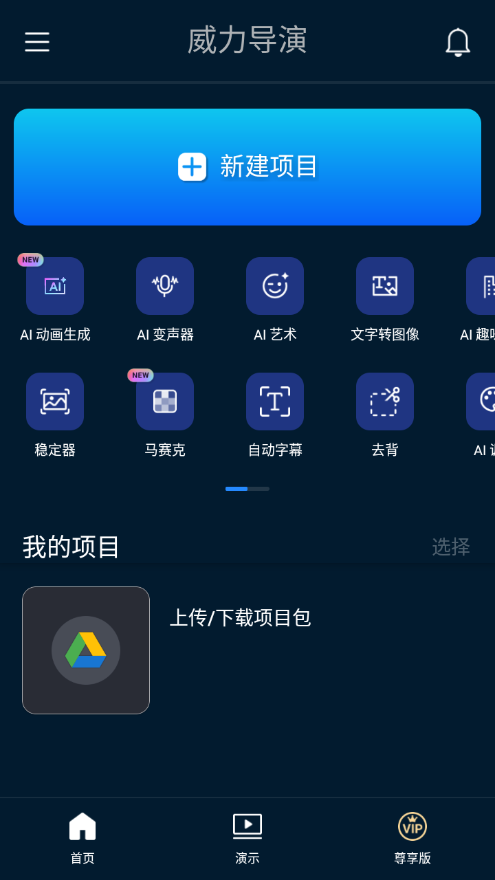 威力导演
新建项目
NEW
AI
AI 动画生成
AI 变声器
AI 艺术
文字转图像
AI 趣
NEW
稳定器
马赛克
自动字幕
去背
AI
我的项目
选择
上传/下载项目包
首页
演示
VIP
尊享版